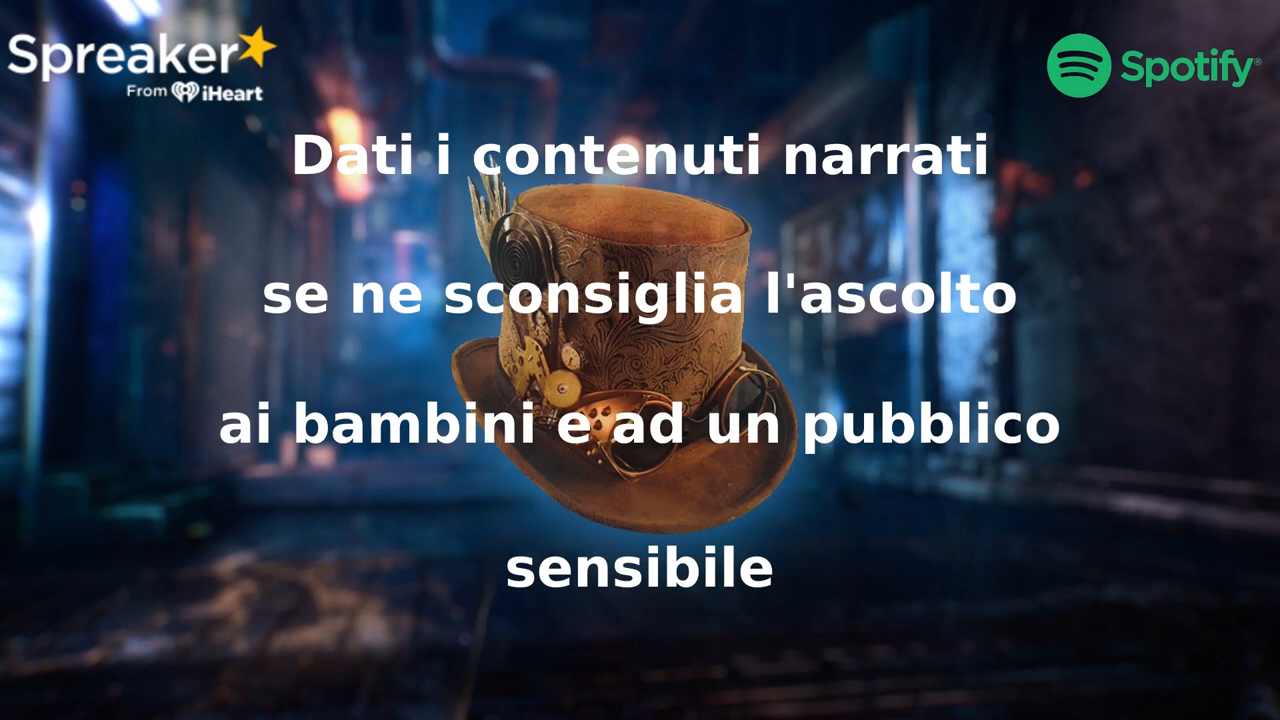 Spreaker
From iHeart
Spotify®
Dati i contenuti narrati
se ne sconsiglia l'ascolto
ai bambini e ad un pubblico
sensibile